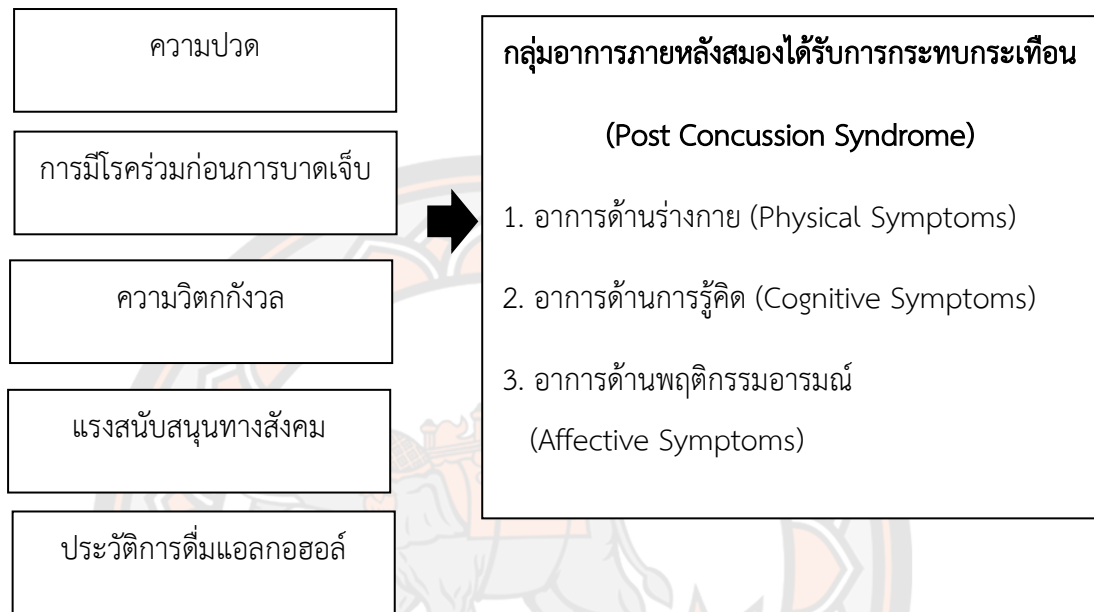 ความปวด
การมีโรคร่วมก่อนการบาดเจ็บ
ความวิตกกังวล
แรงสนับสนุนทางสังคม
ประวัติการดื่มแอลกอฮอล์
กลุ่มอาการภายหลังสมองได้รับการกระทบกระเทือน
(Post Concussion Syndrome)
1. อาการด้านร่างกาย (Physical Symptoms)
2. อาการด้านการรู้คิด (Cognitive Symptoms)
3. อาการด้านพฤติกรรมอารมณ์
(Affective Symptoms)